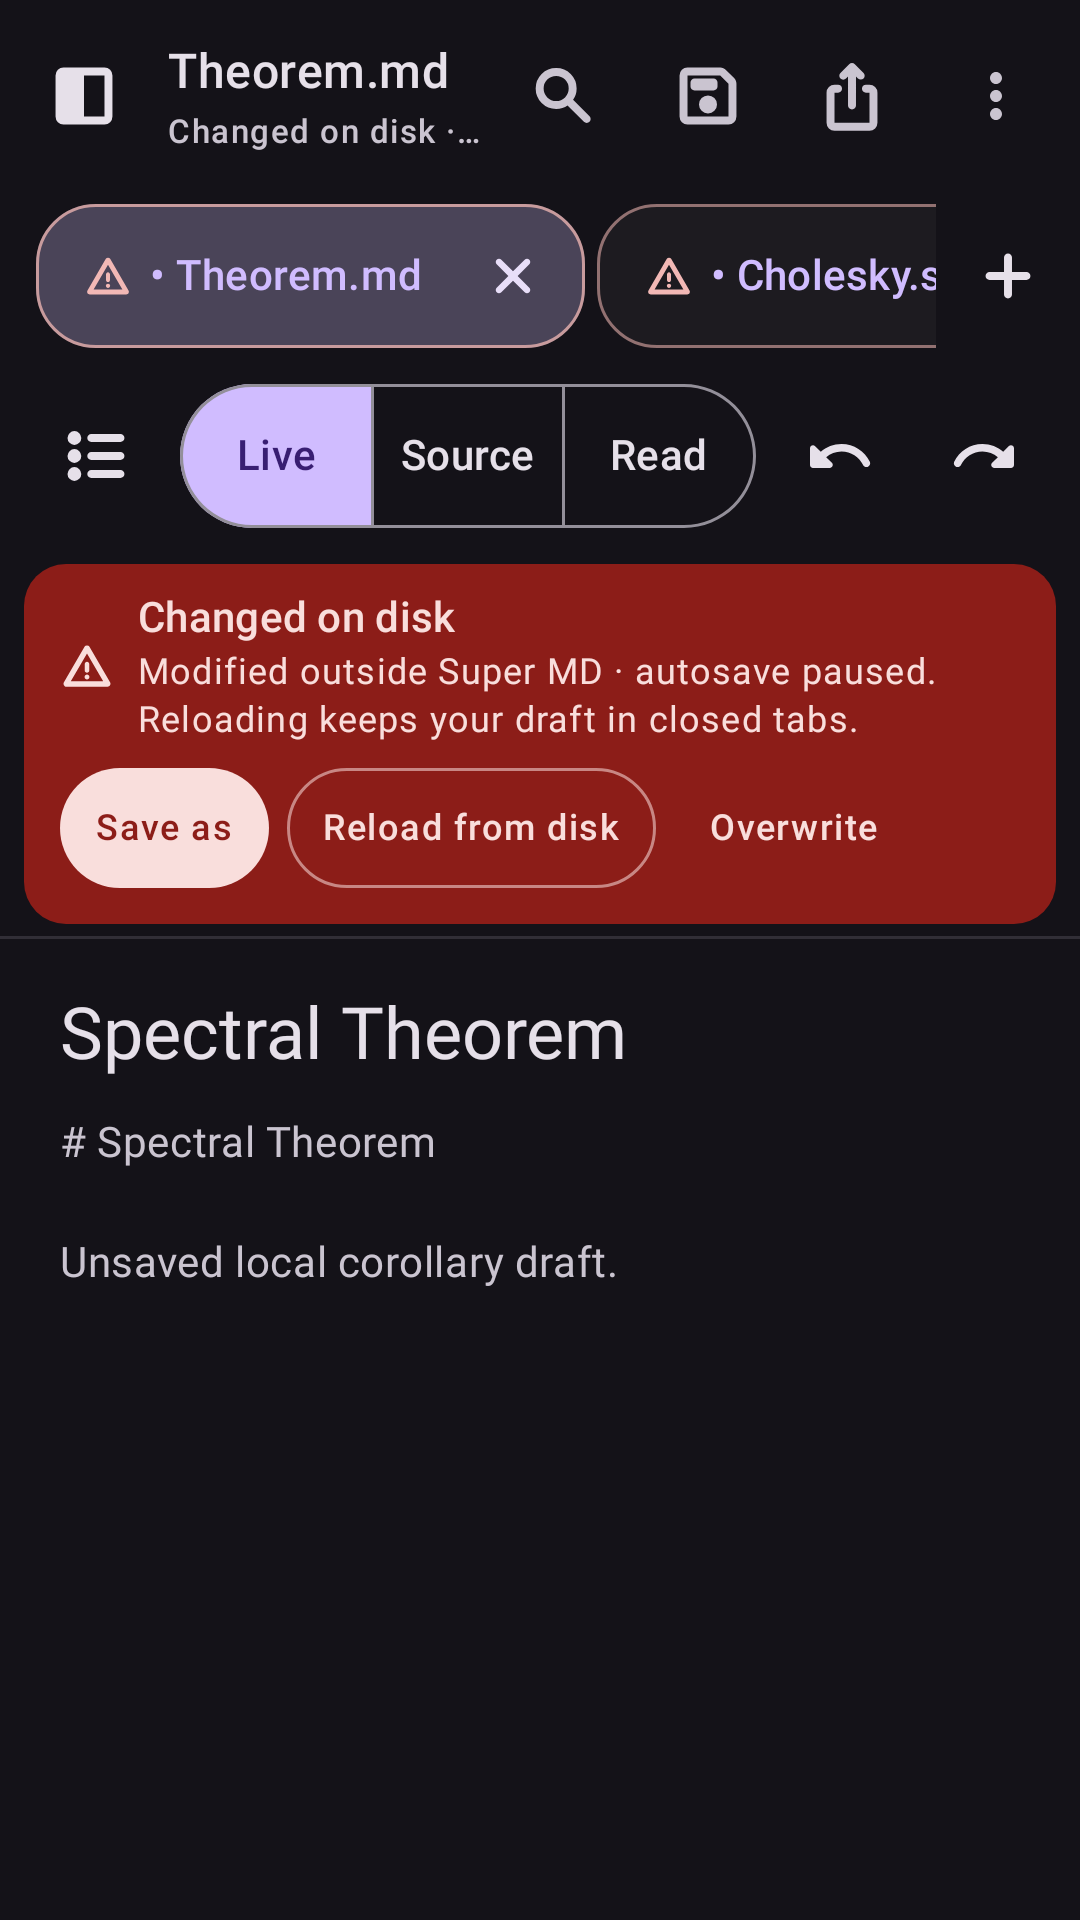 Theorem.md
Changed on disk ·…
• Theorem.md
• Cholesky.s
Live
Source
Read
Changed on disk
Modified outside Super MD · autosave paused.
Reloading keeps your draft in closed tabs.
Save as
Reload from disk
Overwrite
Spectral Theorem
# Spectral Theorem
Unsaved local corollary draft.